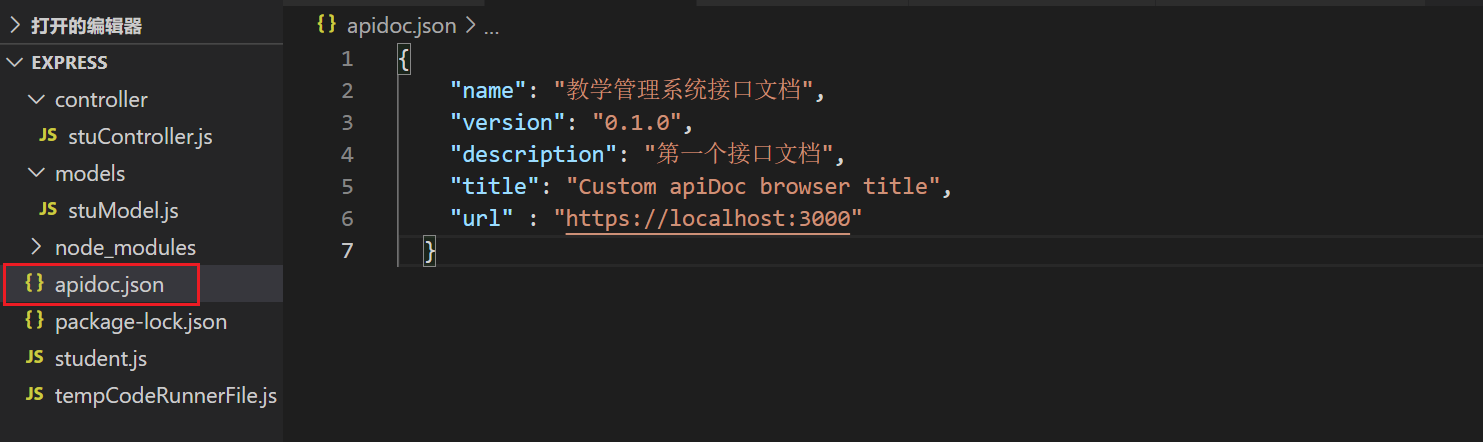 打开的编辑器
EXPRESS
controller
JS stuController.js
models
JS stuModel.js
node_modules
{} apidoc.json
{} package-lock.json
JS student.js
JS tempCodeRunnerFile.js
{} apidoc.json > ...
1 {
2 "name": "教学管理系统接口文档",
3 "version": "0.1.0",
4 "description": "第一个接口文档",
5 "title": "Custom apiDoc browser title",
6 "url" : "https://localhost:3000"
7 }